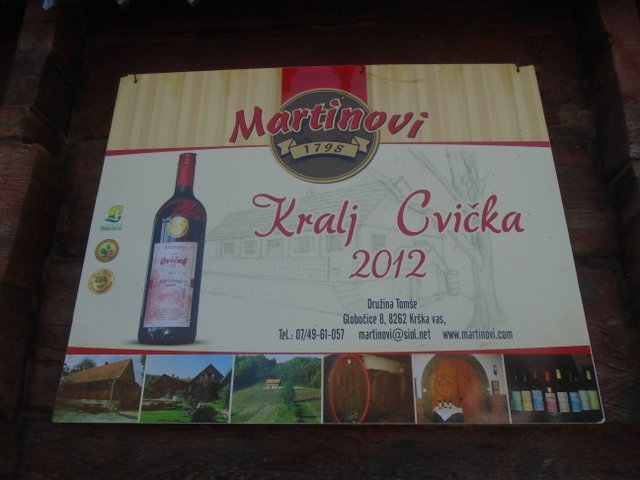 Martinovi
1798
Kralj Cvička
2012
Družina Tomše
Globočice 8, 8262 Krška vas,
Tel.: 07/49-61-057 martinovi@siol.net www.martinovi.com
Cviček